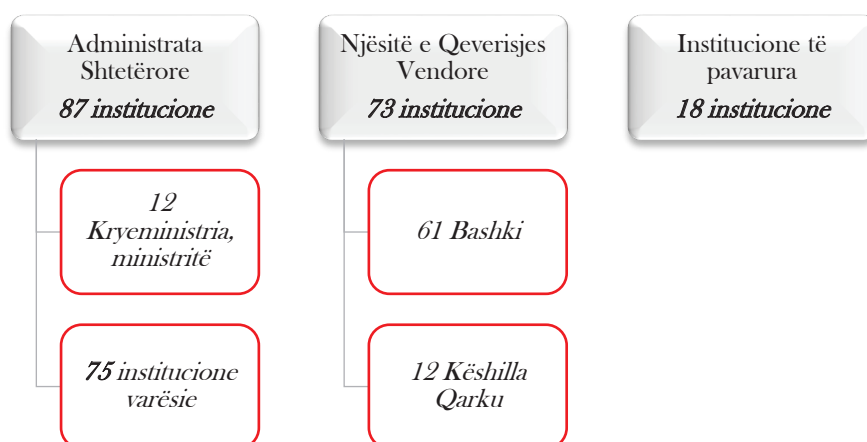 Administrata
Shtetërore
87 institucione
12
Kryeministria,
ministritë
75 institucione
varësie
Njësitë e Qeverisjes
Vendore
73 institucione
61 Bashki
12 Këshilla
Qarku
Institucione të
pavarura
18 institucione